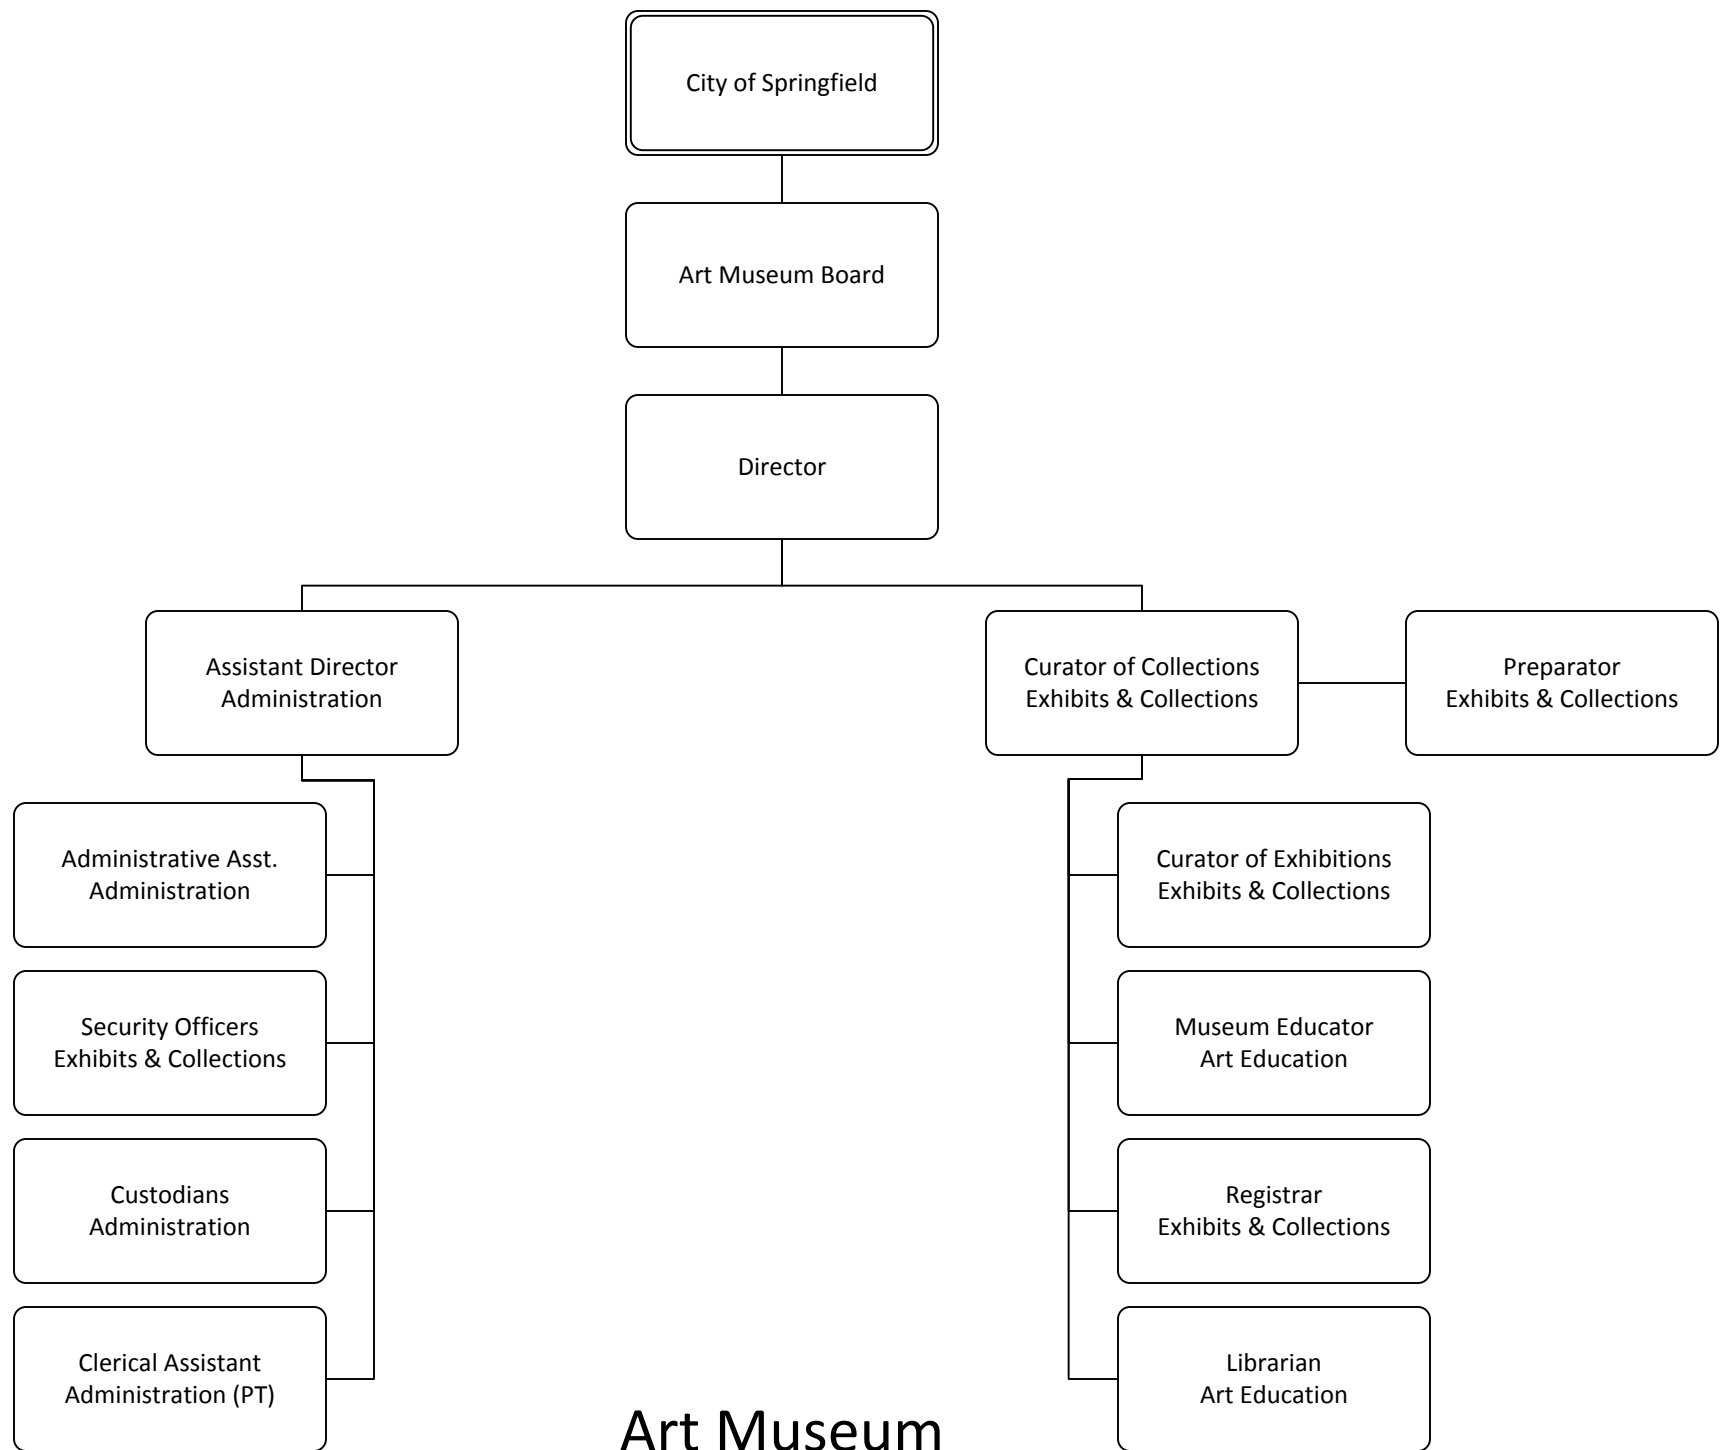 City of Springfield
Art Museum Board
Director
Assistant Director
Administration
Curator of Collections
Exhibits & Collections
Preparator
Exhibits & Collections
Administrative Asst.
Administration
Security Officers
Exhibits & Collections
Custodians
Administration
Clerical Assistant
Administration (PT)
Curator of Exhibitions
Exhibits & Collections
Museum Educator
Art Education
Registrar
Exhibits & Collections
Librarian
Art Education
Art Museum